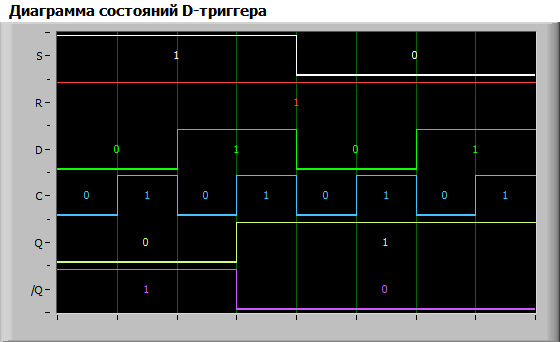 Диаграмма состояний D-триггера
S 1 0
R 1
D 0 1 0 1
C 0 1 0 1 0 1 0 1
Q 0 1
/Q 1 0